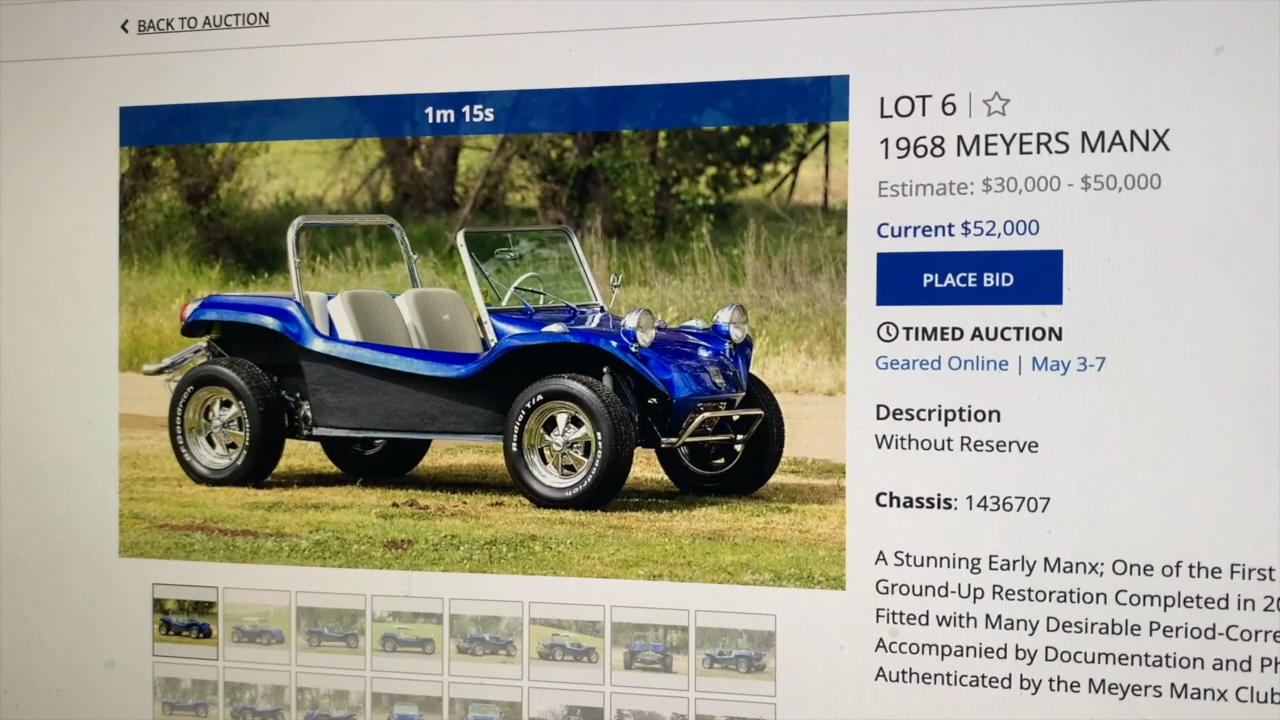 BACK TO AUCTION
1m 15s
LOT 6
1968 MEYERS MANX
Estimate: $30,000 - $50,000
Current $52,000
PLACE BID
TIMED AUCTION
Geared Online | May 3-7
Description
Without Reserve
Chassis: 1436707
A Stunning Early Manx; One of the First
Ground-Up Restoration Completed in 20
Fitted with Many Desirable Period-Corre
Accompanied by Documentation and Ph
Authenticated by the Meyers Manx Club
Radial T/A